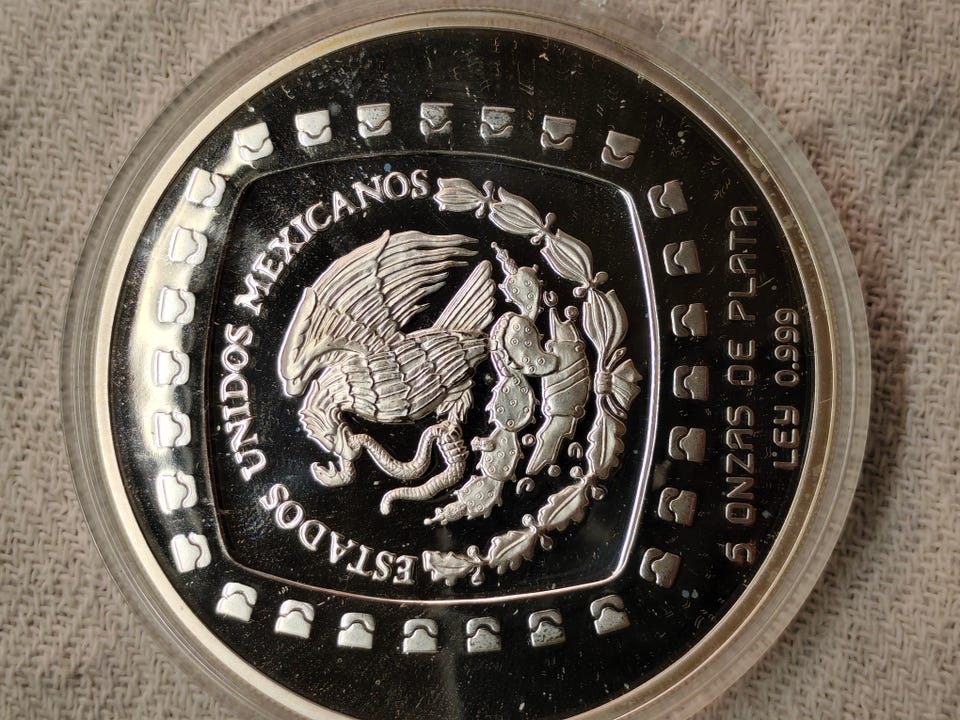 ESTADOS UNIDOS MEXICANOS
5 ONZAS DE PLATA
LEY 0.999